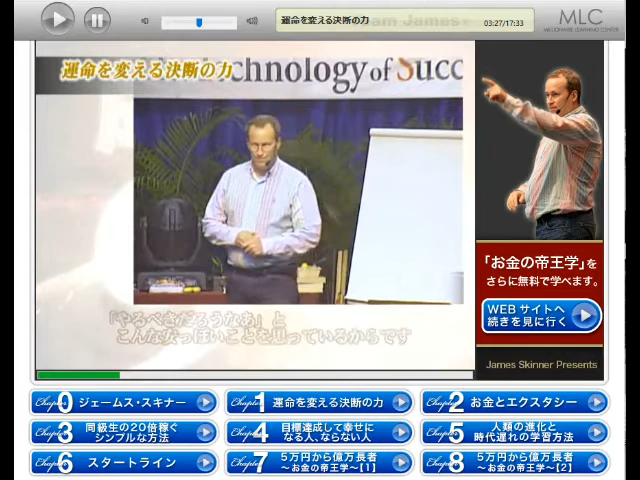 運命を変える決断の力
03:27/17:33
MLC
MILLIONAIRE LEARNING CENTER
運命を変える決断の力
chnology of Succ
「やるべきだろうなあ」と
こんな安っぽいことを思っているからです
「お金の帝王学」を
さらに無料で学べます。
WEB サイトへ
続きを見に行く
James Skinner Presents
Chapter 0 ジェームス・スキナー
Chapter 1 運命を変える決断の力
Chapter 2 お金とエクスタシー
Chapter 3 同級生の20倍稼ぐ
シンプルな方法
Chapter 4 目標達成して幸せに
なる人、ならない人
Chapter 5 人類の進化と
時代遅れの学習方法
Chapter 6 スタートライン
Chapter 7 5万円から億万長者
～お金の帝王学～【1】
Chapter 8 5万円から億万長者
～お金の帝王学～【2】